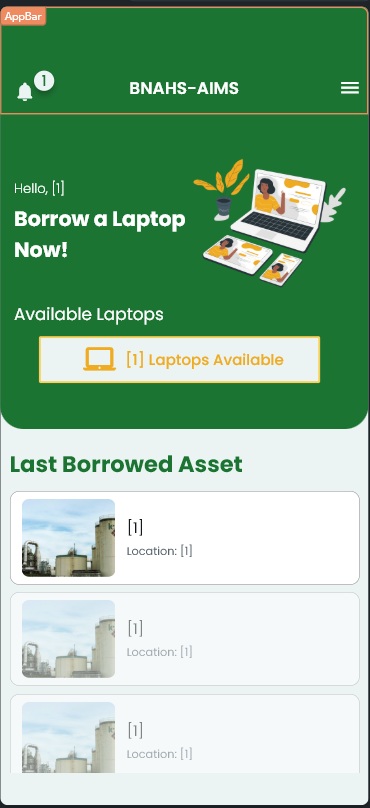 AppBar
1
BNAHS-AIMS
Hello, [1]
Borrow a Laptop
Now!
Available Laptops
[1] Laptops Available
Last Borrowed Asset
[1]
Location: [1]
[1]
Location: [1]
[1]
Location: [1]